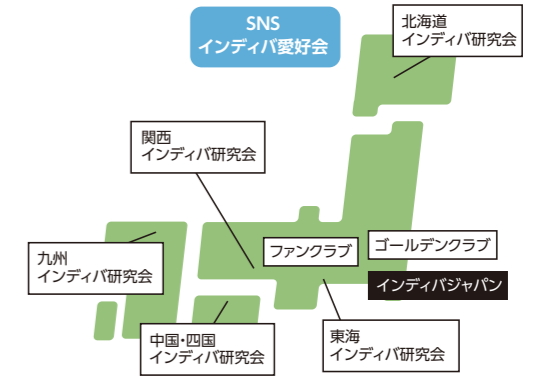 SNS
インディバ愛好会
北海道
インディバ研究会
関西
インディバ研究会
ファンクラブ
ゴールデンクラブ
インディバジャパン
九州
インディバ研究会
中国・四国
インディバ研究会
東海
インディバ研究会